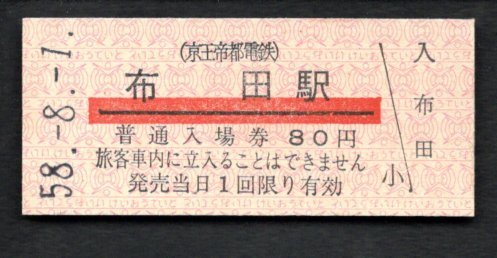 58.-8.-1.
(京王帝都電鉄)
布田駅
普通入場券 80円
旅客車内に立入ることはできません
発売当日1回限り有効
入
布
田
小